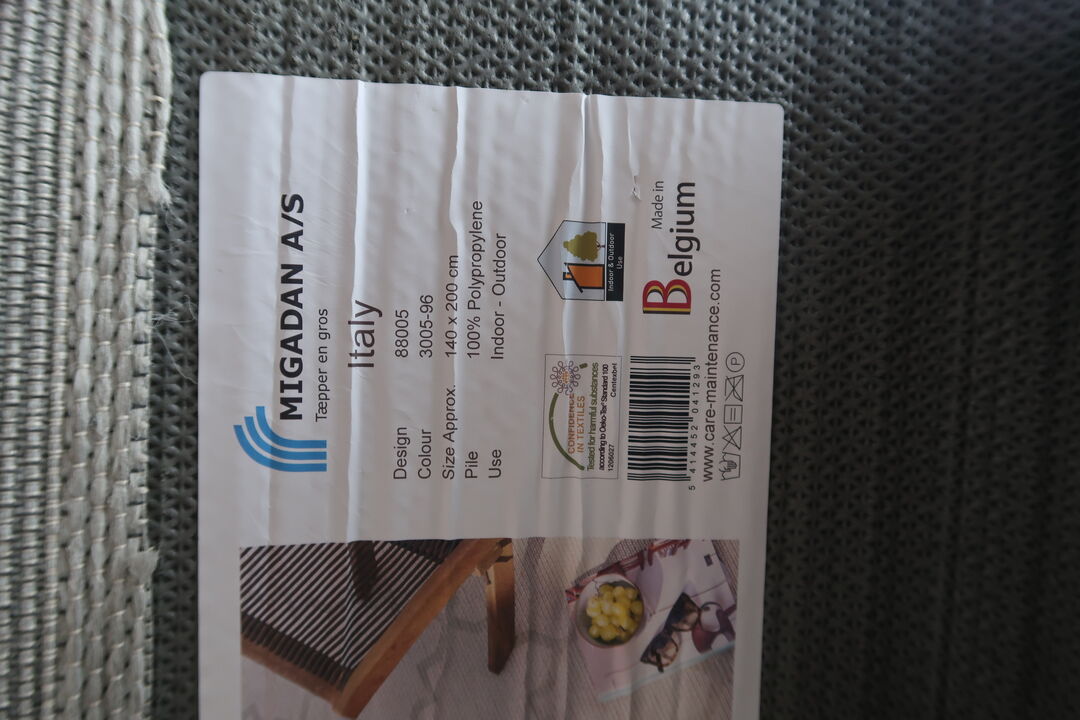 MIGADAN A/S
Tæpper en gros
Italy
Design 88005
Colour 3005-96
Size Approx. 140 x 200 cm
Pile 100% Polypropylene
Use Indoor - Outdoor
CONFIDENCE
IN TEXTILES
Tested for harmful substances
according to Oeko-Tex® Standard 100
1206027 Centexbel
Indoor & Outdoor
Use
5 414452 041293
Made in
Belgium
www.care-maintenance.com
P